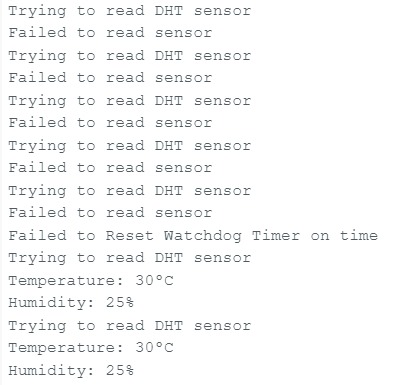 Trying to read DHT sensor
Failed to read sensor
Trying to read DHT sensor
Failed to read sensor
Trying to read DHT sensor
Failed to read sensor
Trying to read DHT sensor
Failed to read sensor
Trying to read DHT sensor
Failed to read sensor
Failed to Reset Watchdog Timer on time
Trying to read DHT sensor
Temperature: 30ºC
Humidity: 25%
Trying to read DHT sensor
Temperature: 30ºC
Humidity: 25%